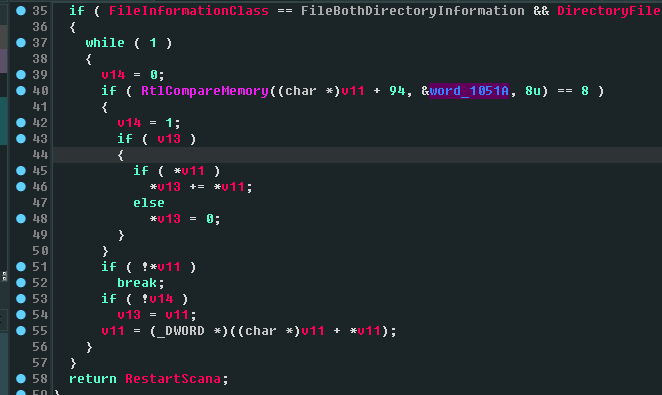 35 if ( FileInformationClass == FileBothDirectoryInformation && DirectoryFile
36 {
37 while ( 1 )
38 {
39 v14 = 0;
40 if ( RtlCompareMemory((char *)v11 + 94, &word_1051A, 8u) == 8 )
41 {
42 v14 = 1;
43 if ( v13 )
44 {
45 if ( *v11 )
46 *v13 += *v11;
47 else
48 *v13 = 0;
49 }
50 }
51 if ( !*v11 )
52 break;
53 if ( !v14 )
54 v13 = v11;
55 v11 = (_DWORD *)((char *)v11 + *v11);
56 }
57 }
58 return RestartScana;
59 }